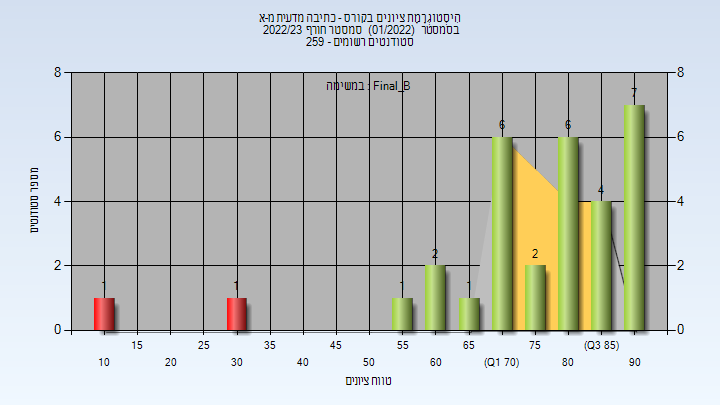 היסטוגרמת ציונים בקורס - כתיבה מדעית מ-א
בסמסטר (01/2022) סמסטר חורף 2022/23
סטודנטים רשומים - 259
במשימה : Final_B
מספר סטודנטים
8 8
6 6
4 4
2 2
0 0
1 1 1 2 1 6 2 6 4 7
15 25 35 45 55 65 75 (Q3 85)
10 20 30 40 50 60 (Q1 70) 80 90
טווח ציונים